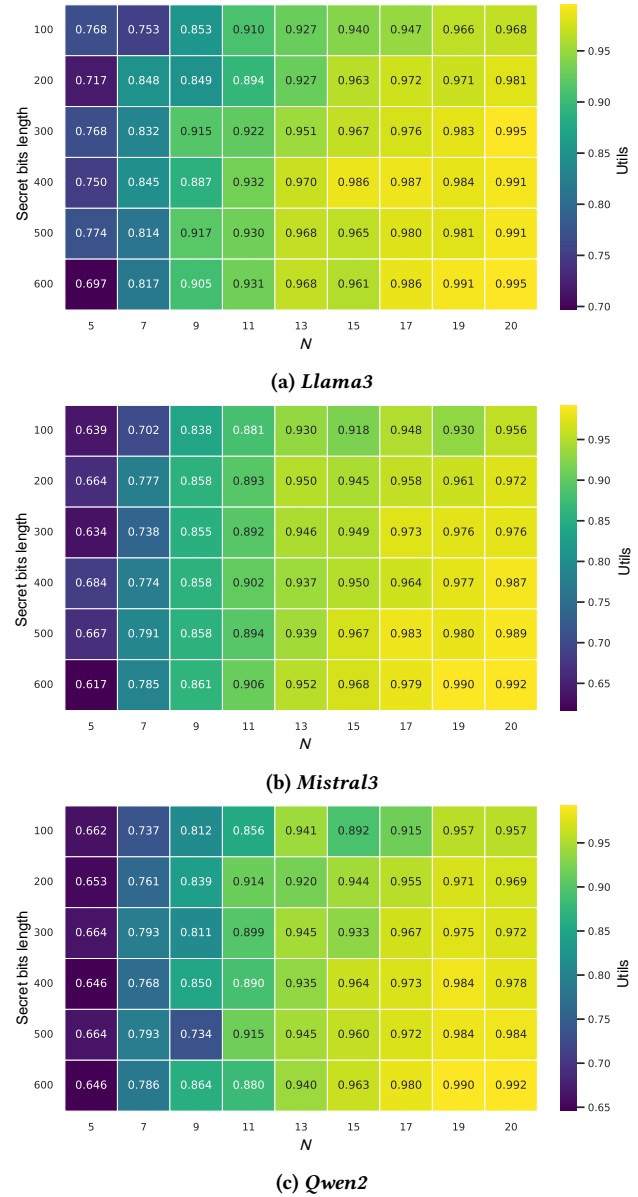 100 0.768 0.753 0.853 0.910 0.927 0.940 0.947 0.966 0.968
200 0.717 0.848 0.849 0.894 0.927 0.963 0.972 0.971 0.981
300 0.768 0.832 0.915 0.922 0.951 0.967 0.976 0.983 0.995
400 0.750 0.845 0.887 0.932 0.970 0.986 0.987 0.984 0.991
500 0.774 0.814 0.917 0.930 0.968 0.965 0.980 0.981 0.991
600 0.697 0.817 0.905 0.931 0.968 0.961 0.986 0.991 0.995
5 7 9 11 13 15 17 19 20
N
Secret bits length
0.95
0.90
0.85
0.80
0.75
0.70
Utils
(a) Llama3
100 0.639 0.702 0.838 0.881 0.930 0.918 0.948 0.930 0.956
200 0.664 0.777 0.858 0.893 0.950 0.945 0.958 0.961 0.972
300 0.634 0.738 0.855 0.892 0.946 0.949 0.973 0.976 0.976
400 0.684 0.774 0.858 0.902 0.937 0.950 0.964 0.977 0.987
500 0.667 0.791 0.858 0.894 0.939 0.967 0.983 0.980 0.989
600 0.617 0.785 0.861 0.906 0.952 0.968 0.979 0.990 0.992
5 7 9 11 13 15 17 19 20
N
Secret bits length
0.95
0.90
0.85
0.80
0.75
0.70
0.65
Utils
(b) Mistral3
100 0.662 0.737 0.812 0.856 0.941 0.892 0.915 0.957 0.957
200 0.653 0.761 0.839 0.914 0.920 0.944 0.955 0.971 0.969
300 0.664 0.793 0.811 0.899 0.945 0.933 0.967 0.975 0.972
400 0.646 0.768 0.850 0.890 0.935 0.964 0.973 0.984 0.978
500 0.664 0.793 0.734 0.915 0.945 0.960 0.972 0.984 0.984
600 0.646 0.786 0.864 0.880 0.940 0.963 0.980 0.990 0.992
5 7 9 11 13 15 17 19 20
N
Secret bits length
0.95
0.90
0.85
0.80
0.75
0.70
0.65
Utils
(c) Qwen2